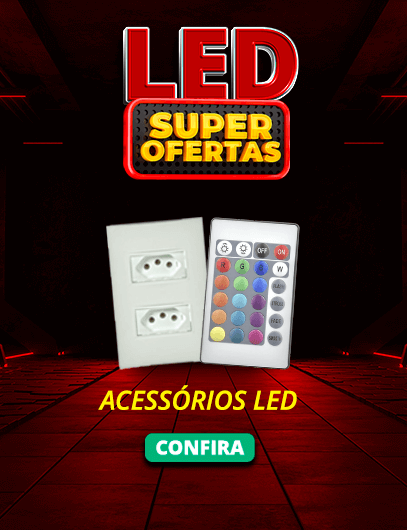 LED
SUPER
OFERTAS
OFF ON
R G B W
FLASH
STROBE
FADE
SMOOTH
ACESSÓRIOS LED
CONFIRA